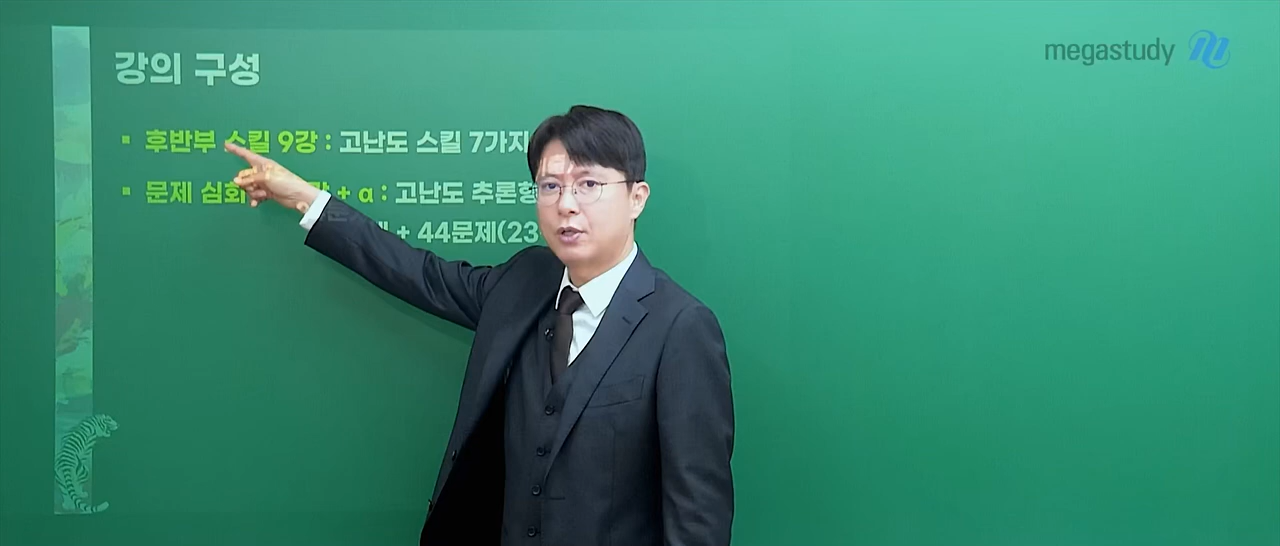 megastudy
강의 구성
후반부 스킬 9강 : 고난도 스킬 7가지
문제 심화 + α : 고난도 추론형
+ 44문제(23